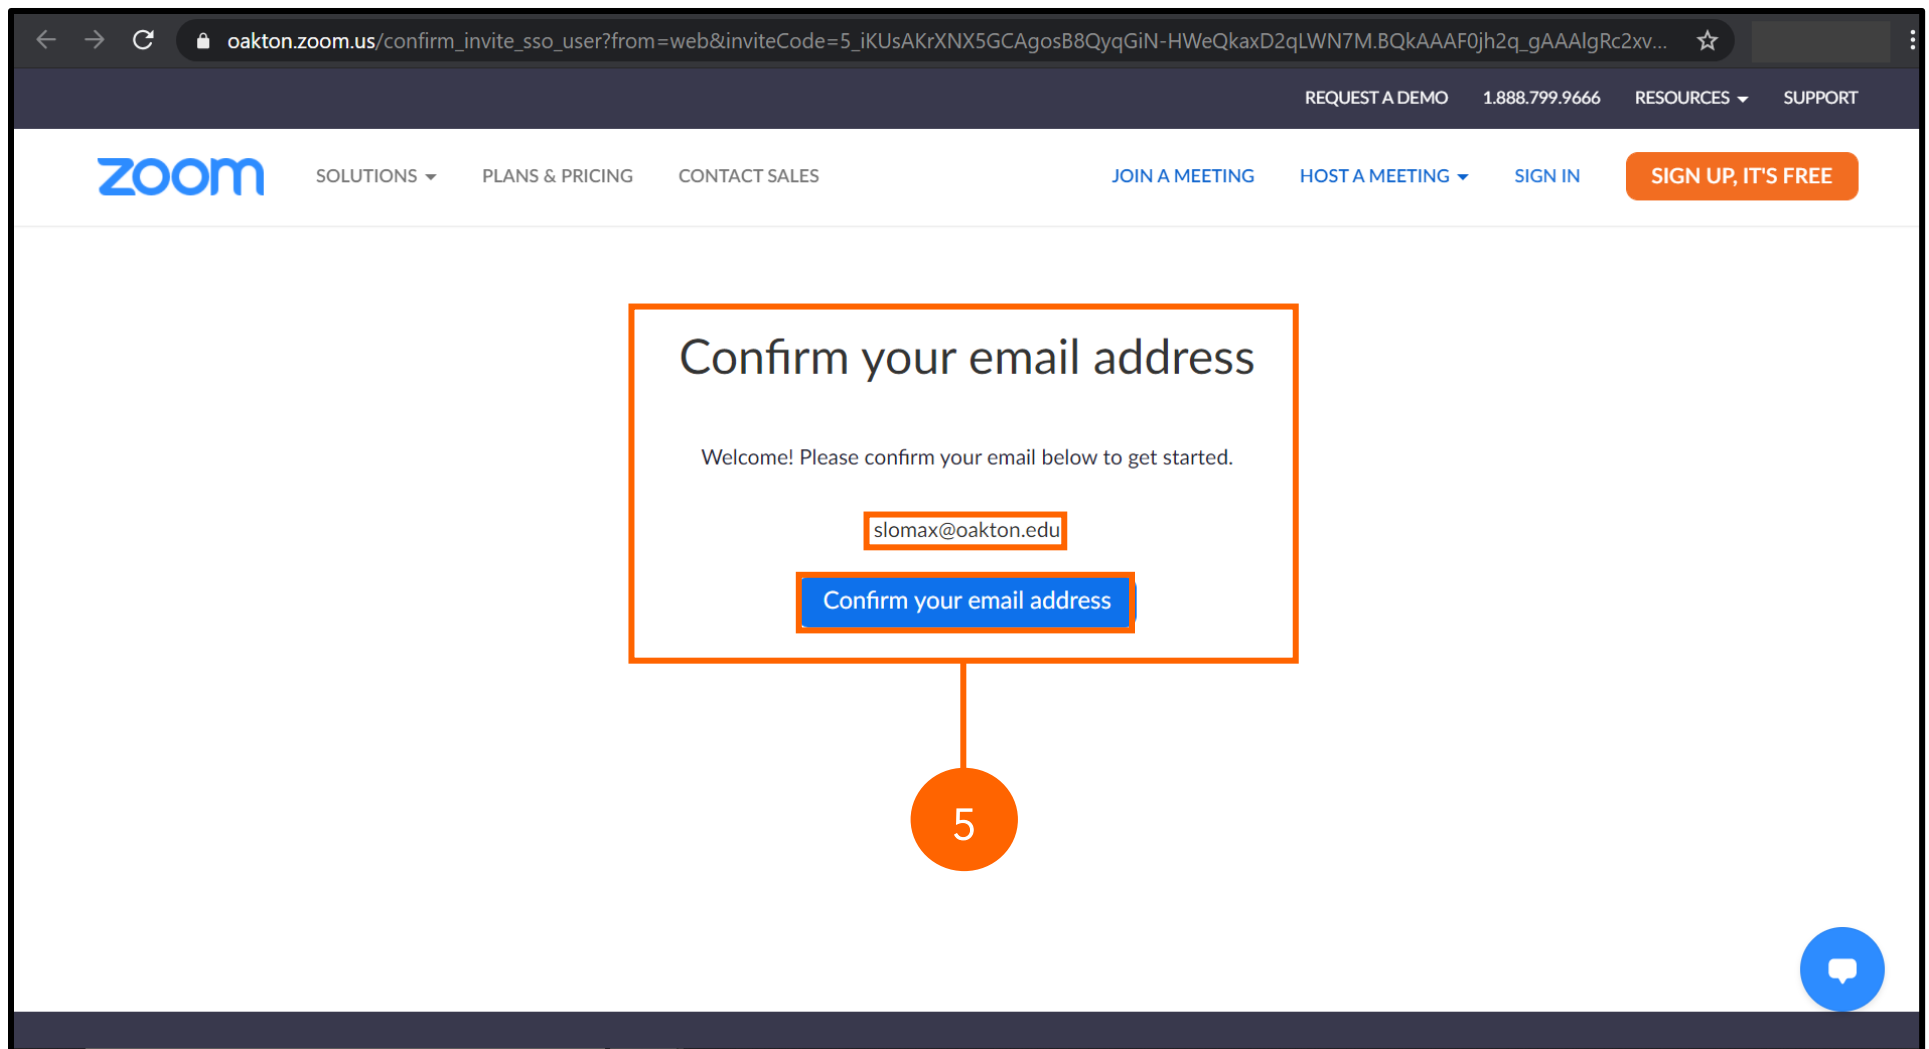 oakton.zoom.us/confirm_invite_sso_user?from=web&inviteCode=5_iKUsAKrXNX5GCAgosB8QyqGiN-HWeQkaxD2qLWN7M.BQkAAAF0jh2q_gAAAlgRc2xv...
REQUEST A DEMO 1.888.799.9666 RESOURCES SUPPORT
zoom SOLUTIONS PLANS & PRICING CONTACT SALES JOIN A MEETING HOST A MEETING SIGN IN SIGN UP, IT'S FREE
Confirm your email address
Welcome! Please confirm your email below to get started.
slomax@oakton.edu
Confirm your email address
5